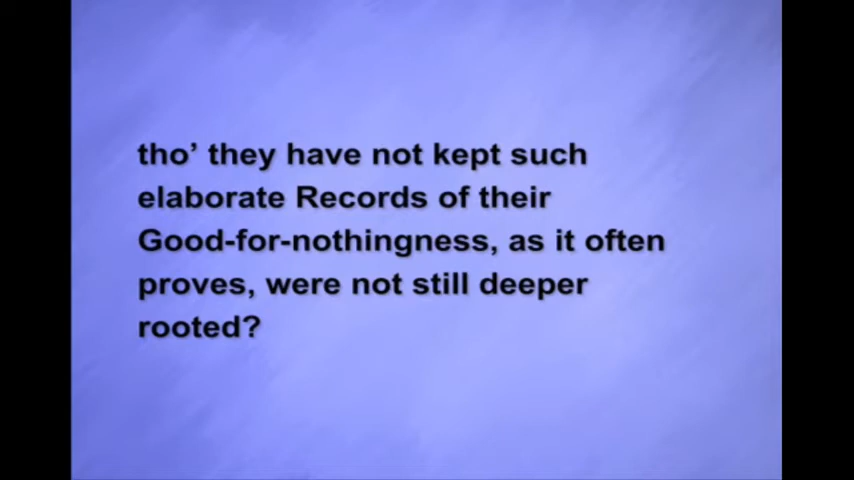 tho’ they have not kept such
elaborate Records of their
Good-for-nothingness, as it often
proves, were not still deeper
rooted?